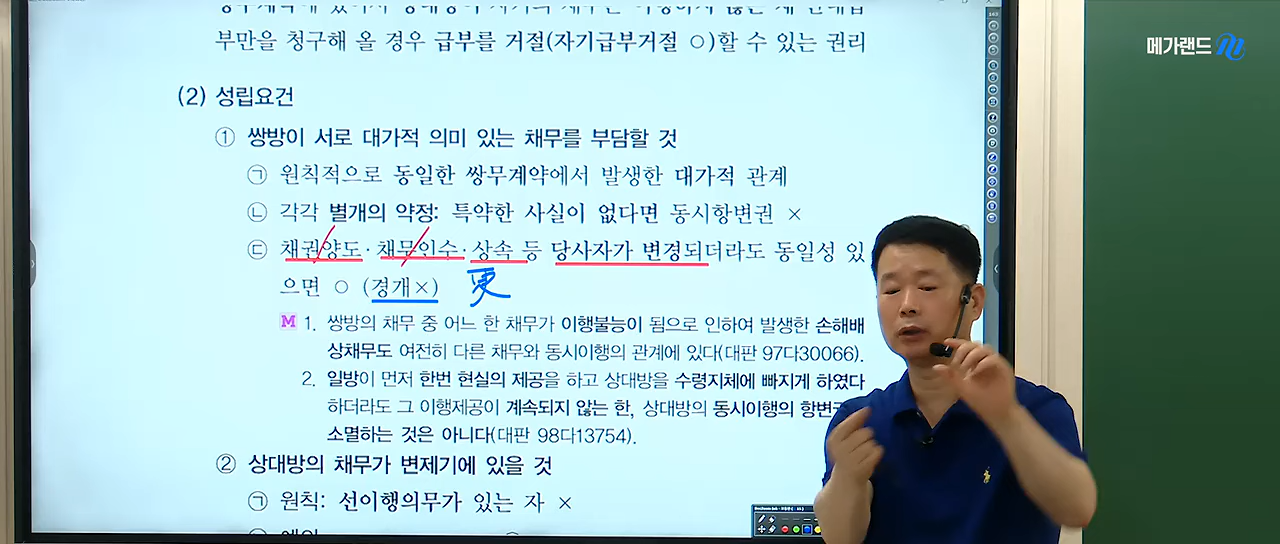 메가랜드
부만을 청구해 올 경우 급부를 거절(자기급부거절 ○)할 수 있는 권리
(2) 성립요건
① 쌍방이 서로 대가적 의미 있는 채무를 부담할 것
㉠ 원칙적으로 동일한 쌍무계약에서 발생한 대가적 관계
㉡ 각각 별개의 약정: 특약한 사실이 없다면 동시항변권 ×
㉢ 채권양도·채무인수·상속 등 당사자가 변경되더라도 동일성 있
으면 ○ (경개×) 更
M 1. 쌍방의 채무 중 어느 한 채무가 이행불능이 됨으로 인하여 발생한 손해배
상채무도 여전히 다른 채무와 동시이행의 관계에 있다(대판 97다30066).
2. 일방이 먼저 한번 현실의 제공을 하고 상대방을 수령지체에 빠지게 하였다
하더라도 그 이행제공이 계속되지 않는 한, 상대방의 동시이행의
소멸하는 것은 아니다(대판 98다13754).
② 상대방의 채무가 변제기에 있을 것
㉠ 원칙: 선이행의무가 있는 자 ×